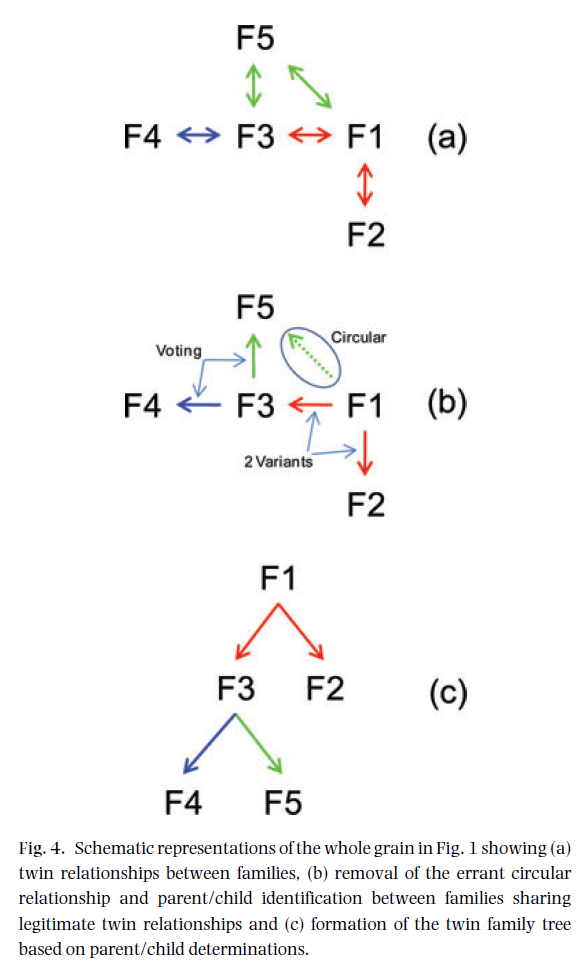 F5
F4 F3 F1 (a)
F2
F5
Circular
Voting
F4 F3 F1 (b)
2 Variants
F2
F1
F3 F2 (c)
F4 F5
Fig. 4. Schematic representations of the whole grain in Fig. 1 showing (a)
twin relationships between families, (b) removal of the errant circular
relationship and parent/child identification between families sharing
legitimate twin relationships and (c) formation of the twin family tree
based on parent/child determinations.